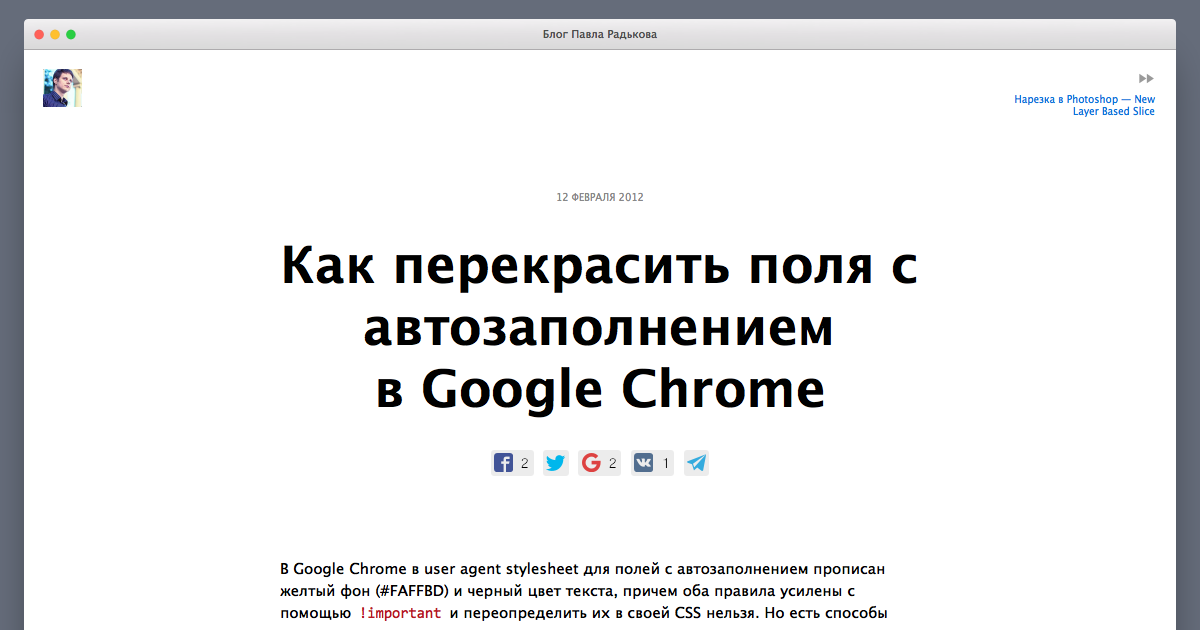 Блог Павла Радькова
Нарезка в Photoshop — New
Layer Based Slice
12 ФЕВРАЛЯ 2012
Как перекрасить поля с
автозаполнением
в Google Chrome
2 2 1
В Google Chrome в user agent stylesheet для полей с автозаполнением прописан
желтый фон (#FAFFBD) и черный цвет текста, причем оба правила усилены с
помощью !important и переопределить их в своей CSS нельзя. Но есть способы